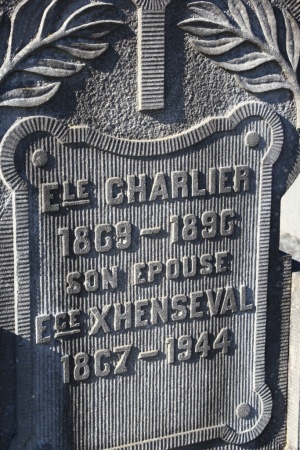 ELE CHARLIER
1869 - 1896
SON EPOUSE
ECE XHENSEVAL
1867 - 1944